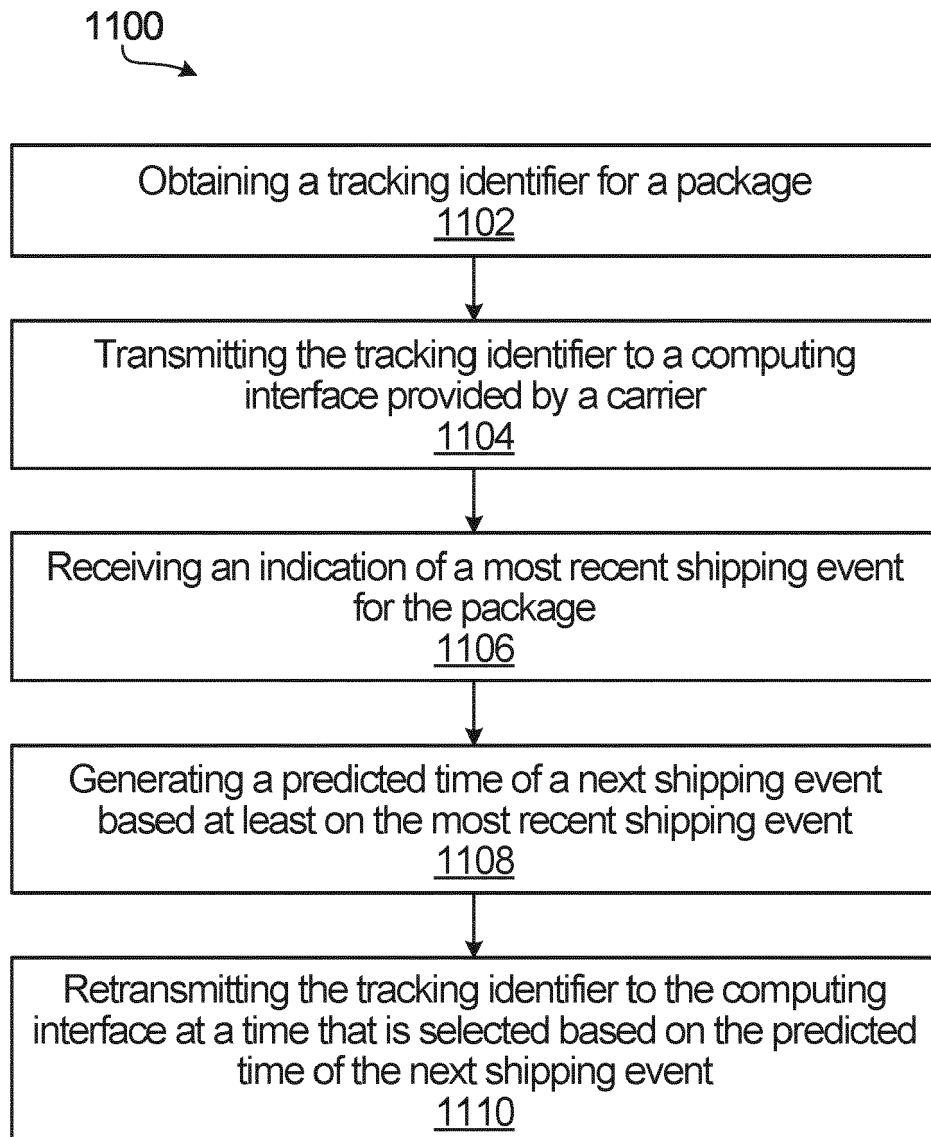 1100
Obtaining a tracking identifier for a package
1102
Transmitting the tracking identifier to a computing
interface provided by a carrier
1104
Receiving an indication of a most recent shipping event
for the package
1106
Generating a predicted time of a next shipping event
based at least on the most recent shipping event
1108
Retransmitting the tracking identifier to the computing
interface at a time that is selected based on the predicted
time of the next shipping event
1110